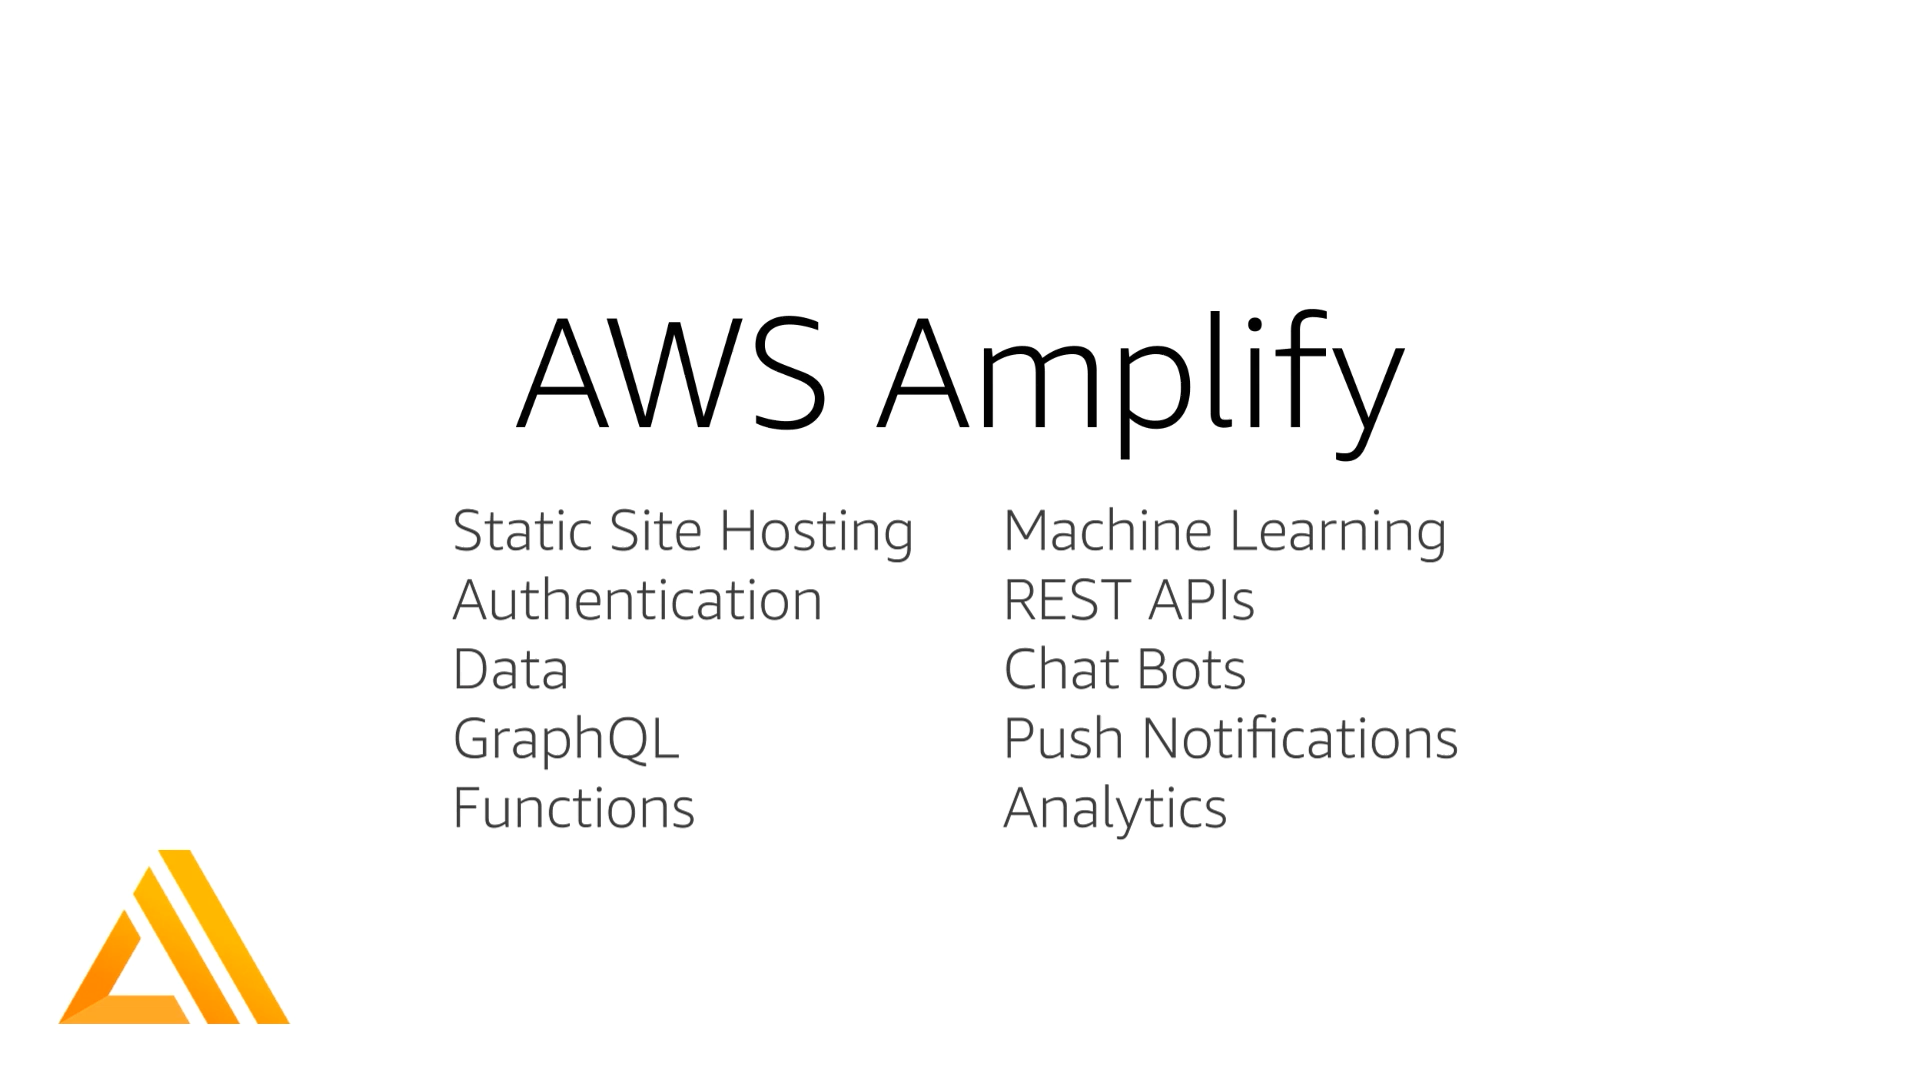 AWS Amplify
Static Site Hosting
Authentication
Data
GraphQL
Functions
Machine Learning
REST APIs
Chat Bots
Push Notifications
Analytics